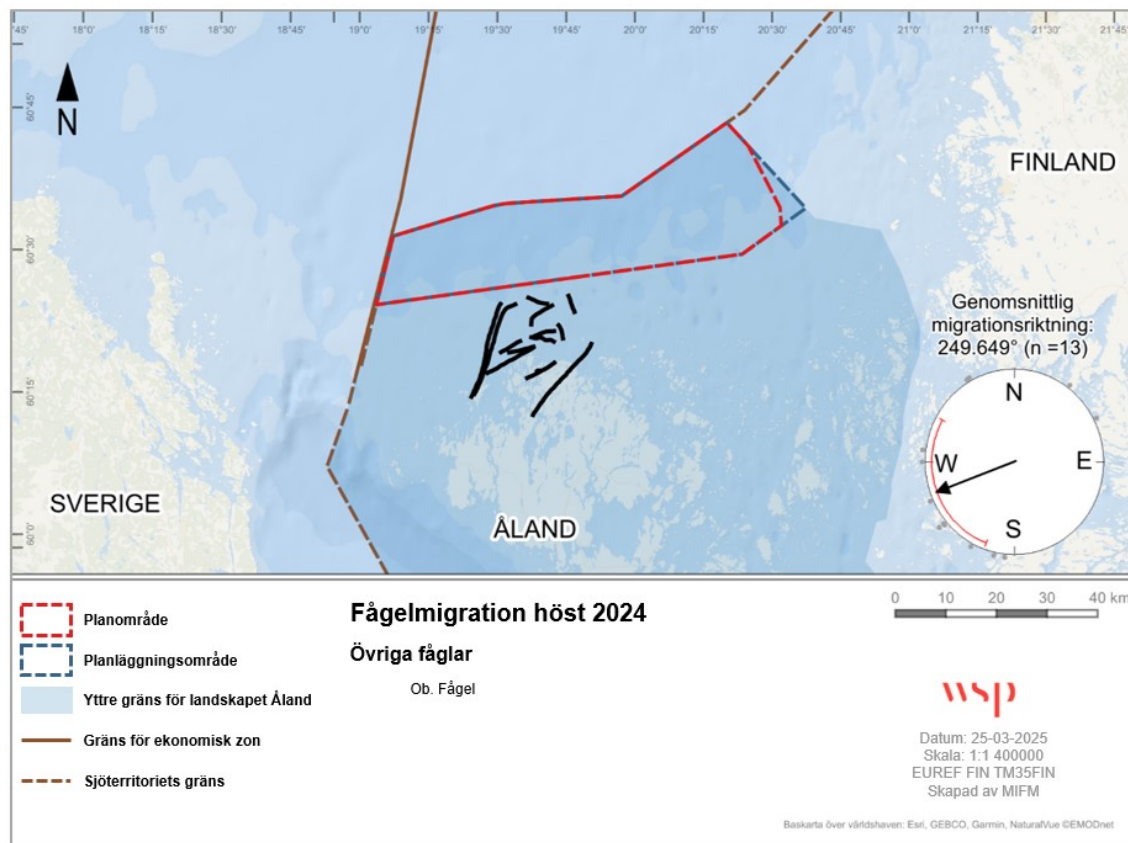 °45' 18°0' 18°15' 18°30' 18°45' 19°0' 19°30' 19°45' 20°0' 20°30' 20°45' 21°0' 21°15' 21°30' 21°45'
60°45'
N
FINLAND
60°30'
Genomsnittlig
migrationsriktning:
249.649° (n =13)
60°15'
N
W E
S
SVERIGE
ÅLAND
60°0'
Planområde
Planläggningsområde
Yttre gräns för landskapet Åland
Gräns för ekonomisk zon
Sjöterritoriets gräns
Fågelmigration höst 2024
Övriga fåglar
Ob. Fågel
0 10 20 30 40 km
wsp
Datum: 25-03-2025
Skala: 1:1 400000
EUREF FIN TM35FIN
Skapad av MIFM
Baskarta över världshaven: Esri, GEBCO, Garmin, NaturalVue ©EMODnet